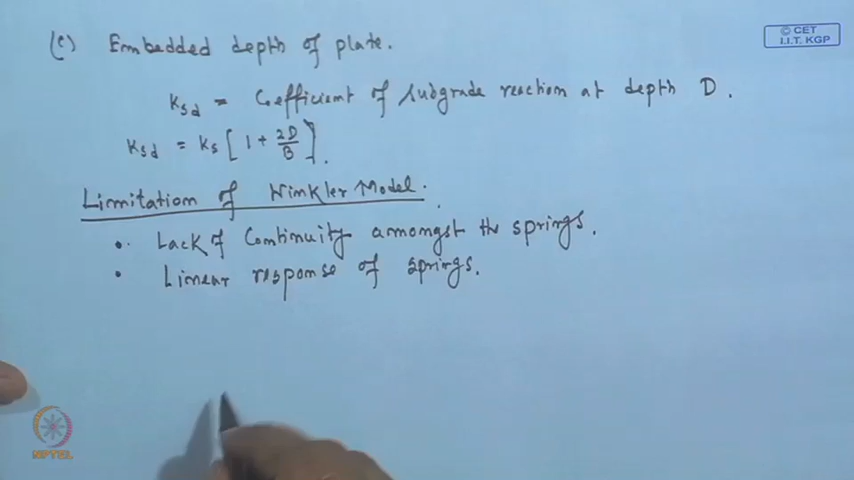 (c) Embedded depth of plate.
© CET
I.I.T. KGP
Ksd = Coefficient of subgrade reaction at depth D.
Ksd = Ks [1 + 2D/B].
Limitation of Winkler Model.
• Lack of Continuity amongst the springs.
• Linear response of springs.
NPTEL